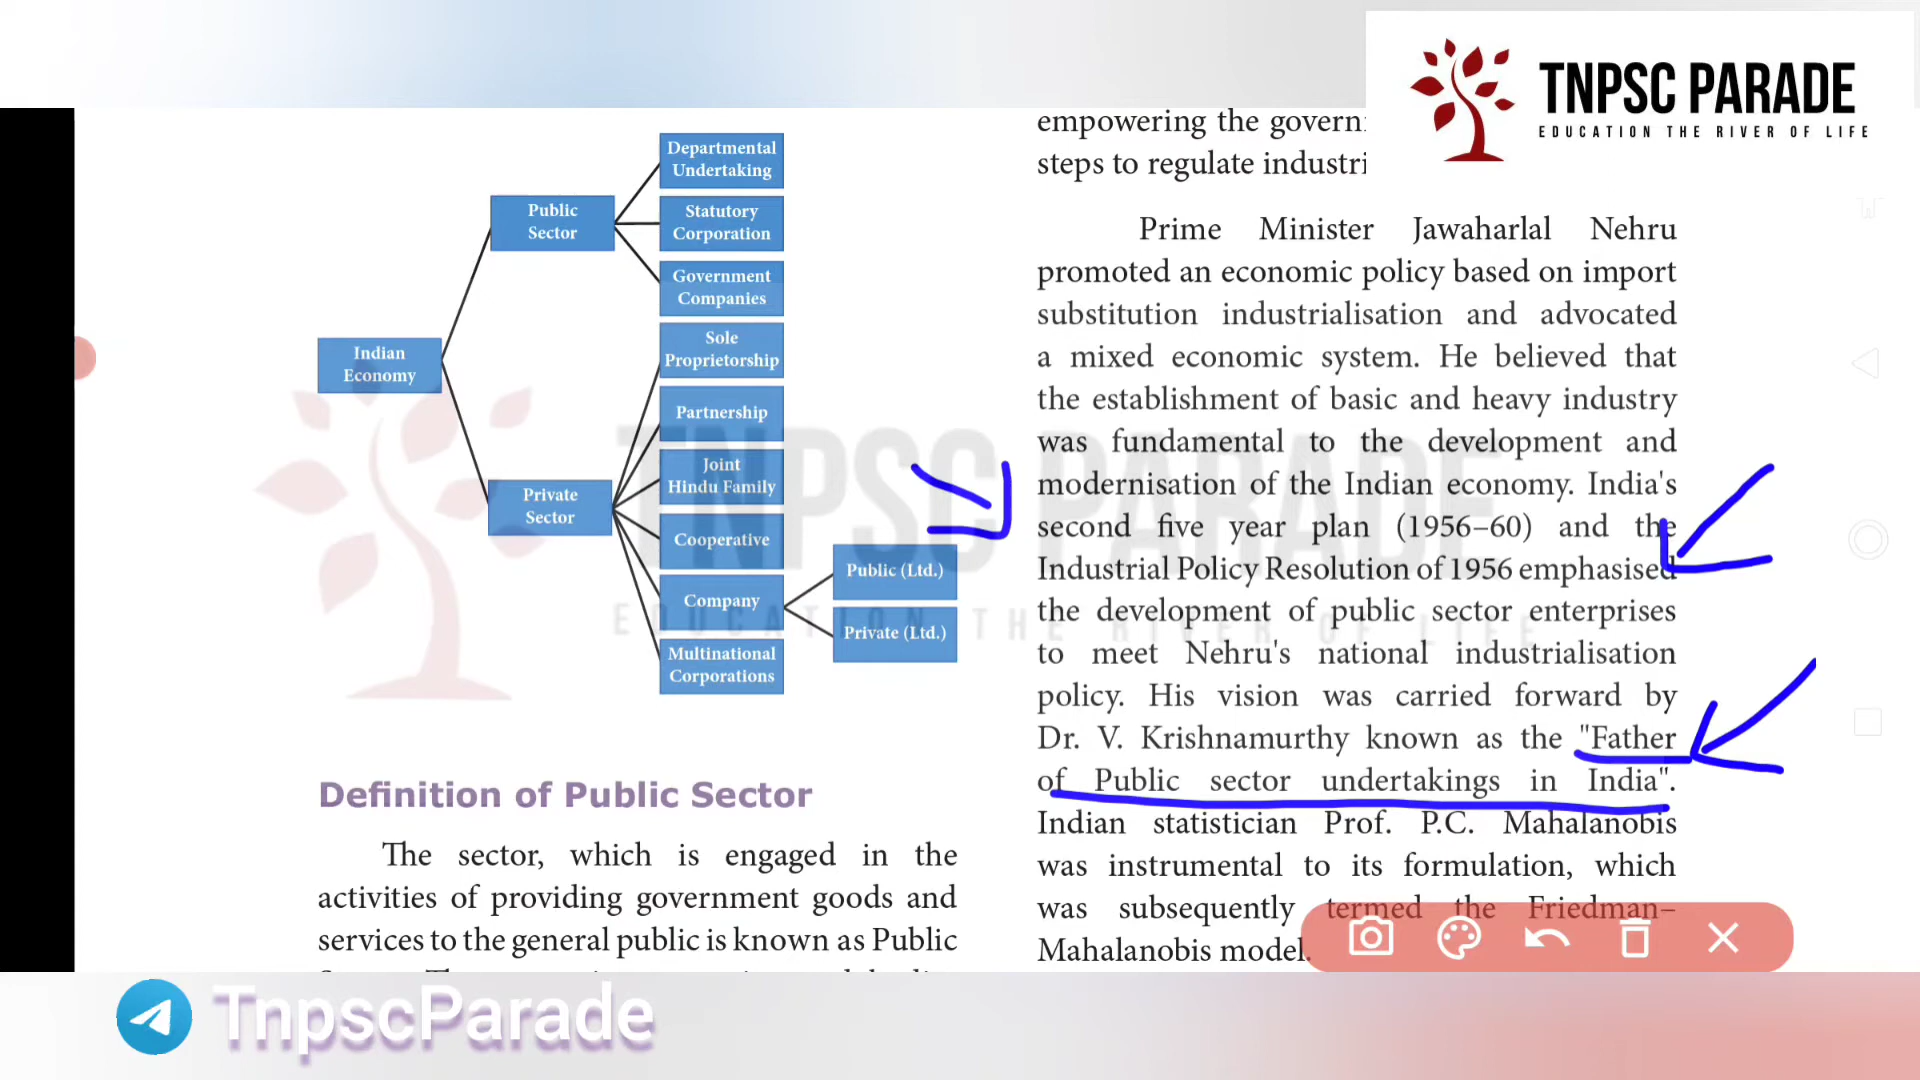 TNPSC PARADE
EDUCATION THE RIVER OF LIFE
Indian
Economy
Public
Sector
Private
Sector
Departmental
Undertaking
Statutory
Corporation
Government
Companies
Sole
Proprietorship
Partnership
Joint
Hindu Family
Cooperative
Company
Multinational
Corporations
Public (Ltd.)
Private (Ltd.)
TNPSC PARADE
EDUCATION THE RIVER OF LIFE
Definition of Public Sector
The sector, which is engaged in the
activities of providing government goods and
services to the general public is known as Public
empowering the govern
steps to regulate industri
Prime Minister Jawaharlal Nehru
promoted an economic policy based on import
substitution industrialisation and advocated
a mixed economic system. He believed that
the establishment of basic and heavy industry
was fundamental to the development and
modernisation of the Indian economy. India's
second five year plan (1956–60) and the
Industrial Policy Resolution of 1956 emphasised
the development of public sector enterprises
to meet Nehru's national industrialisation
policy. His vision was carried forward by
Dr. V. Krishnamurthy known as the "Father
of Public sector undertakings in India".
Indian statistician Prof. P.C. Mahalanobis
was instrumental to its formulation, which
was subsequently termed the Friedman–
Mahalanobis model.
TnpscParade